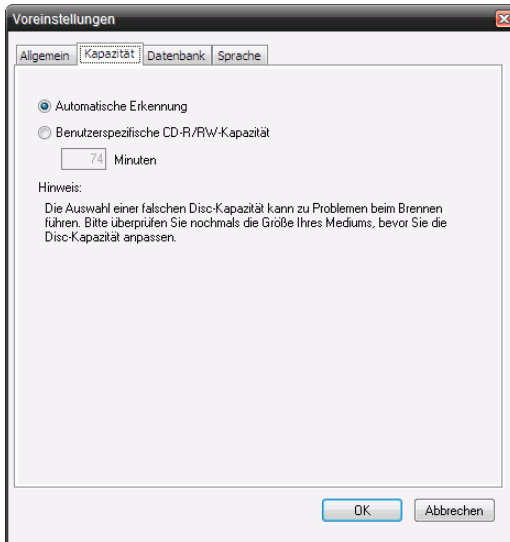 Voreinstellungen
Allgemein Kapazität Datenbank Sprache
Automatische Erkennung
Benutzerspezifische CD-R/RW-Kapazität
74 Minuten
Hinweis:
Die Auswahl einer falschen Disc-Kapazität kann zu Problemen beim Brennen
führen. Bitte überprüfen Sie nochmals die Größe Ihres Mediums, bevor Sie die
Disc-Kapazität anpassen.
OK Abbrechen